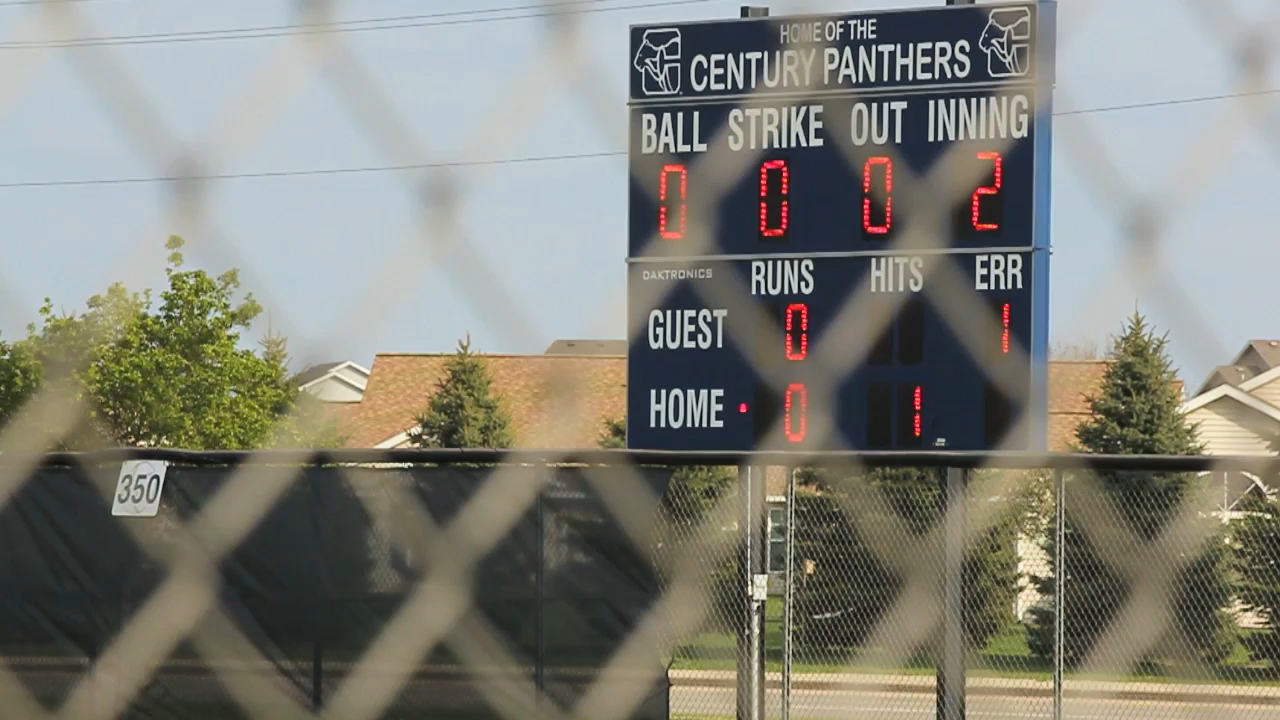 HOME OF THE
CENTURY PANTHERS
BALL STRIKE OUT INNING
0 0 0 2
DAKTRONICS RUNS HITS ERR
GUEST 0 1
HOME 0 1
350